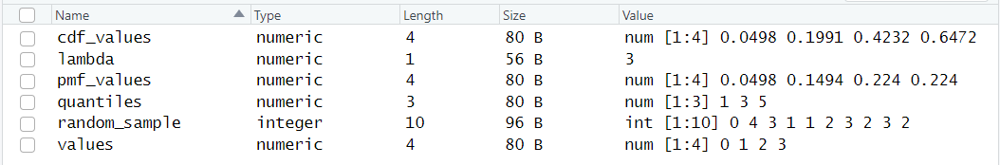 Name Type Length Size Value
cdf_values numeric 4 80 B num [1:4] 0.0498 0.1991 0.4232 0.6472
lambda numeric 1 56 B 3
pmf_values numeric 4 80 B num [1:4] 0.0498 0.1494 0.224 0.224
quantiles numeric 3 80 B num [1:3] 1 3 5
random_sample integer 10 96 B int [1:10] 0 4 3 1 1 2 3 2 3 2
values numeric 4 80 B num [1:4] 0 1 2 3